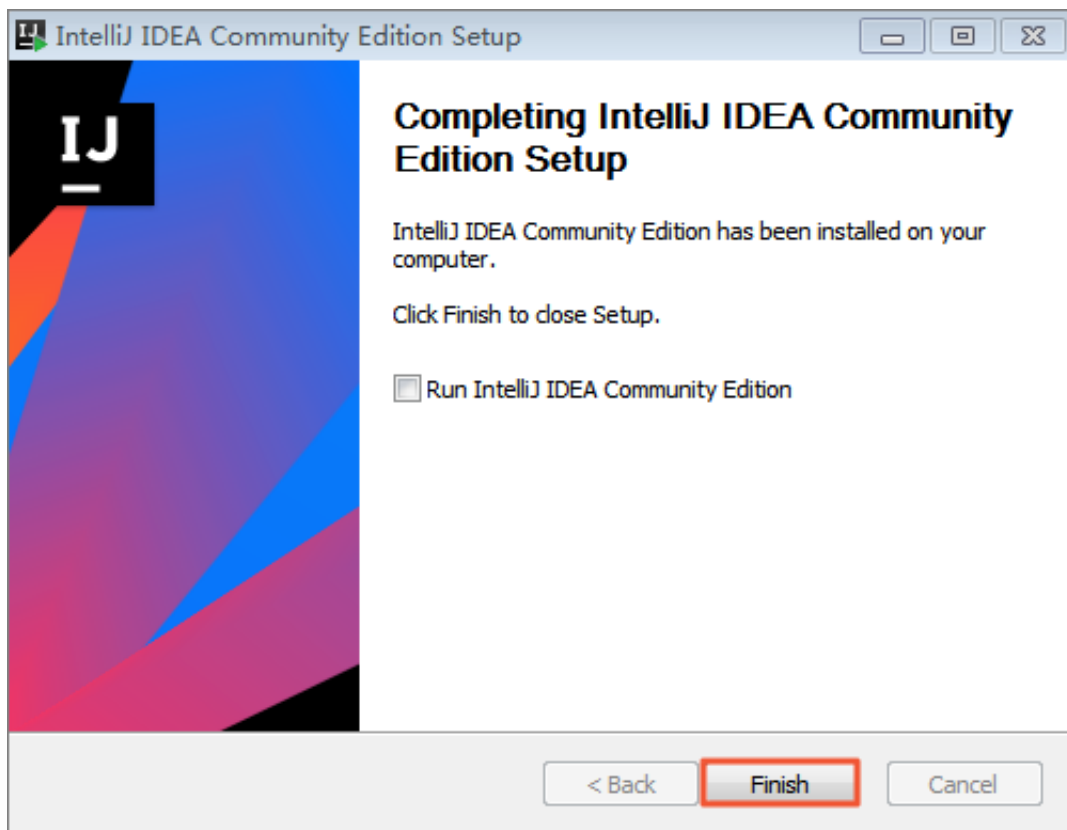 IntelliJ IDEA Community Edition Setup
IJ
Completing IntelliJ IDEA Community
Edition Setup
IntelliJ IDEA Community Edition has been installed on your
computer.
Click Finish to close Setup.
Run IntelliJ IDEA Community Edition
< Back
Finish
Cancel